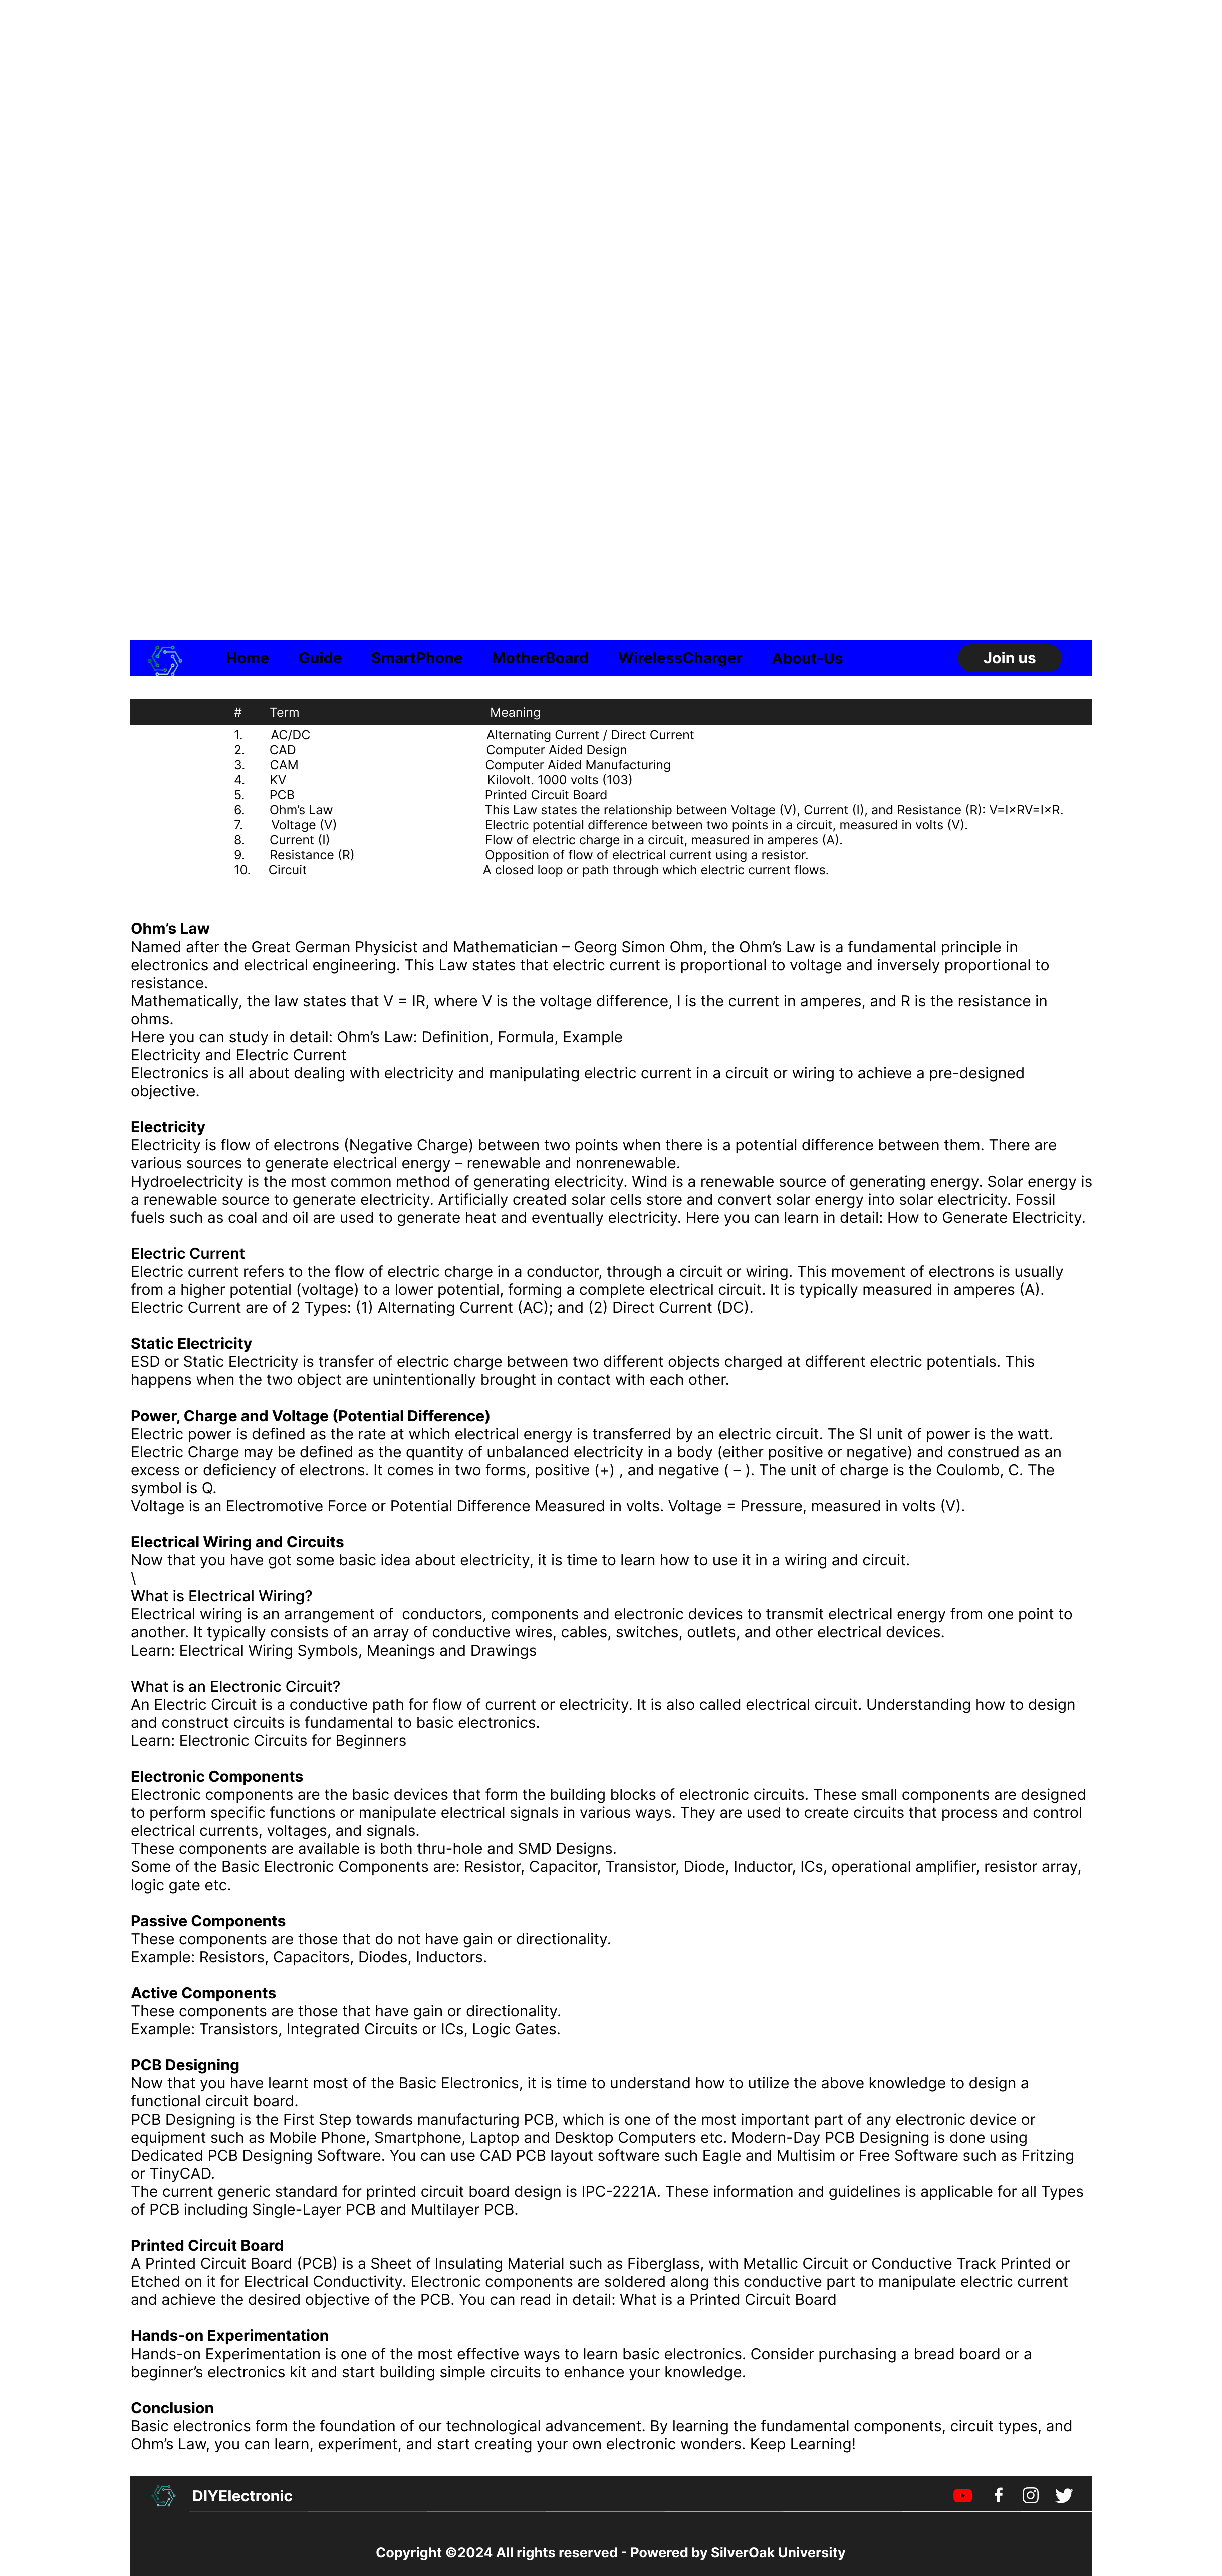 Home Guide SmartPhone MotherBoard WirelessCharger About-Us Join us
# Term Meaning
1. AC/DC Alternating Current / Direct Current
2. CAD Computer Aided Design
3. CAM Computer Aided Manufacturing
4. KV Kilovolt. 1000 volts (103)
5. PCB Printed Circuit Board
6. Ohm’s Law This Law states the relationship between Voltage (V), Current (I), and Resistance (R): V=I×RV=I×R.
7. Voltage (V) Electric potential difference between two points in a circuit, measured in volts (V).
8. Current (I) Flow of electric charge in a circuit, measured in amperes (A).
9. Resistance (R) Opposition of flow of electrical current using a resistor.
10. Circuit A closed loop or path through which electric current flows.
Ohm’s Law
Named after the Great German Physicist and Mathematician – Georg Simon Ohm, the Ohm’s Law is a fundamental principle in
electronics and electrical engineering. This Law states that electric current is proportional to voltage and inversely proportional to
resistance.
Mathematically, the law states that V = IR, where V is the voltage difference, I is the current in amperes, and R is the resistance in
ohms.
Here you can study in detail: Ohm’s Law: Definition, Formula, Example
Electricity and Electric Current
Electronics is all about dealing with electricity and manipulating electric current in a circuit or wiring to achieve a pre-designed
objective.
Electricity
Electricity is flow of electrons (Negative Charge) between two points when there is a potential difference between them. There are
various sources to generate electrical energy – renewable and nonrenewable.
Hydroelectricity is the most common method of generating electricity. Wind is a renewable source of generating energy. Solar energy is
a renewable source to generate electricity. Artificially created solar cells store and convert solar energy into solar electricity. Fossil
fuels such as coal and oil are used to generate heat and eventually electricity. Here you can learn in detail: How to Generate Electricity.
Electric Current
Electric current refers to the flow of electric charge in a conductor, through a circuit or wiring. This movement of electrons is usually
from a higher potential (voltage) to a lower potential, forming a complete electrical circuit. It is typically measured in amperes (A).
Electric Current are of 2 Types: (1) Alternating Current (AC); and (2) Direct Current (DC).
Static Electricity
ESD or Static Electricity is transfer of electric charge between two different objects charged at different electric potentials. This
happens when the two object are unintentionally brought in contact with each other.
Power, Charge and Voltage (Potential Difference)
Electric power is defined as the rate at which electrical energy is transferred by an electric circuit. The SI unit of power is the watt.
Electric Charge may be defined as the quantity of unbalanced electricity in a body (either positive or negative) and construed as an
excess or deficiency of electrons. It comes in two forms, positive (+) , and negative ( – ). The unit of charge is the Coulomb, C. The
symbol is Q.
Voltage is an Electromotive Force or Potential Difference Measured in volts. Voltage = Pressure, measured in volts (V).
Electrical Wiring and Circuits
Now that you have got some basic idea about electricity, it is time to learn how to use it in a wiring and circuit.
\
What is Electrical Wiring?
Electrical wiring is an arrangement of  conductors, components and electronic devices to transmit electrical energy from one point to
another. It typically consists of an array of conductive wires, cables, switches, outlets, and other electrical devices.
Learn: Electrical Wiring Symbols, Meanings and Drawings
What is an Electronic Circuit?
An Electric Circuit is a conductive path for flow of current or electricity. It is also called electrical circuit. Understanding how to design
and construct circuits is fundamental to basic electronics.
Learn: Electronic Circuits for Beginners
Electronic Components
Electronic components are the basic devices that form the building blocks of electronic circuits. These small components are designed
to perform specific functions or manipulate electrical signals in various ways. They are used to create circuits that process and control
electrical currents, voltages, and signals.
These components are available is both thru-hole and SMD Designs.
Some of the Basic Electronic Components are: Resistor, Capacitor, Transistor, Diode, Inductor, ICs, operational amplifier, resistor array,
logic gate etc.
Passive Components
These components are those that do not have gain or directionality.
Example: Resistors, Capacitors, Diodes, Inductors.
Active Components
These components are those that have gain or directionality.
Example: Transistors, Integrated Circuits or ICs, Logic Gates.
PCB Designing
Now that you have learnt most of the Basic Electronics, it is time to understand how to utilize the above knowledge to design a
functional circuit board.
PCB Designing is the First Step towards manufacturing PCB, which is one of the most important part of any electronic device or
equipment such as Mobile Phone, Smartphone, Laptop and Desktop Computers etc. Modern-Day PCB Designing is done using
Dedicated PCB Designing Software. You can use CAD PCB layout software such Eagle and Multisim or Free Software such as Fritzing
or TinyCAD.
The current generic standard for printed circuit board design is IPC-2221A. These information and guidelines is applicable for all Types
of PCB including Single-Layer PCB and Multilayer PCB.
Printed Circuit Board
A Printed Circuit Board (PCB) is a Sheet of Insulating Material such as Fiberglass, with Metallic Circuit or Conductive Track Printed or
Etched on it for Electrical Conductivity. Electronic components are soldered along this conductive part to manipulate electric current
and achieve the desired objective of the PCB. You can read in detail: What is a Printed Circuit Board
Hands-on Experimentation
Hands-on Experimentation is one of the most effective ways to learn basic electronics. Consider purchasing a bread board or a
beginner’s electronics kit and start building simple circuits to enhance your knowledge.
Conclusion
Basic electronics form the foundation of our technological advancement. By learning the fundamental components, circuit types, and
Ohm’s Law, you can learn, experiment, and start creating your own electronic wonders. Keep Learning!
DIYElectronic
Copyright ©2024 All rights reserved - Powered by SilverOak University